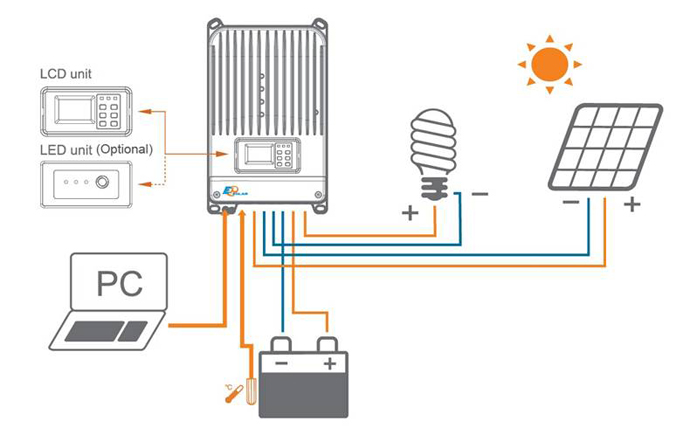 LCD unit
LED unit (Optional)
+
−
−
+
PC
− +
°C